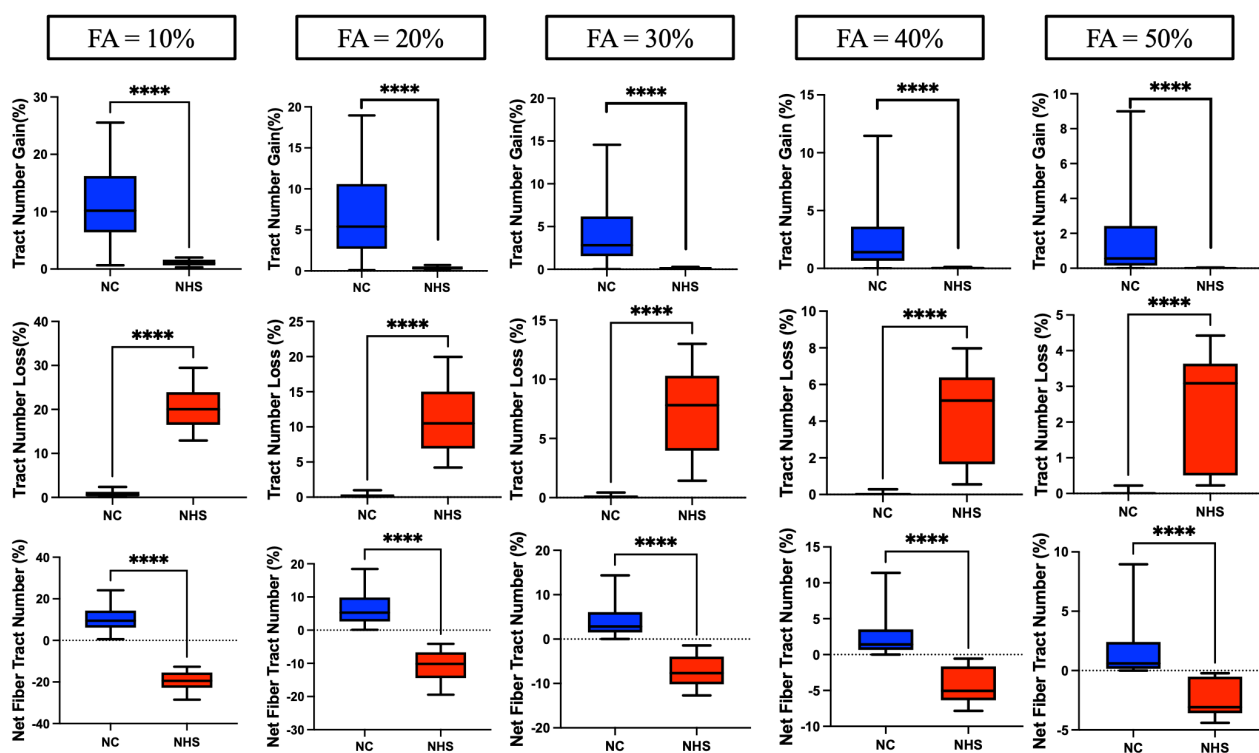 FA = 10%
FA = 20%
FA = 30%
FA = 40%
FA = 50%
Tract Number Gain(%)
30
20
10
0
****
NC
NHS
Tract Number Gain(%)
20
15
10
5
0
****
NC
NHS
Tract Number Gain(%)
20
15
10
5
0
****
NC
NHS
Tract Number Gain (%)
15
10
5
0
****
NC
NHS
Tract Number Gain (%)
10
8
6
4
2
0
****
NC
NHS
Tract Number Loss(%)
40
30
20
10
0
****
NC
NHS
Tract Number Loss (%)
25
20
15
10
5
0
****
NC
NHS
Tract Number Loss (%)
15
10
5
0
****
NC
NHS
Tract Number Loss (%)
10
8
6
4
2
0
****
NC
NHS
Tract Number Loss (%)
5
4
3
2
1
0
****
NC
NHS
Net Fiber Tract Number (%)
40
20
0
-20
-40
****
NC
NHS
Net Fiber Tract Number (%)
20
10
0
-10
-20
-30
****
NC
NHS
Net Fiber Tract Number (%)
20
10
0
-10
-20
****
NC
NHS
Net Fiber Tract Number (%)
15
10
5
0
-5
-10
****
NC
NHS
Net Fiber Tract Number (%)
10
5
0
-5
****
NC
NHS